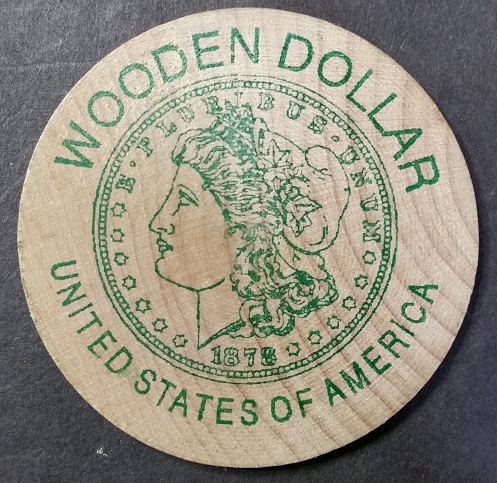 WOODEN DOLLAR
E·PLURIBUS·UNUM
1878
UNITED STATES OF AMERICA